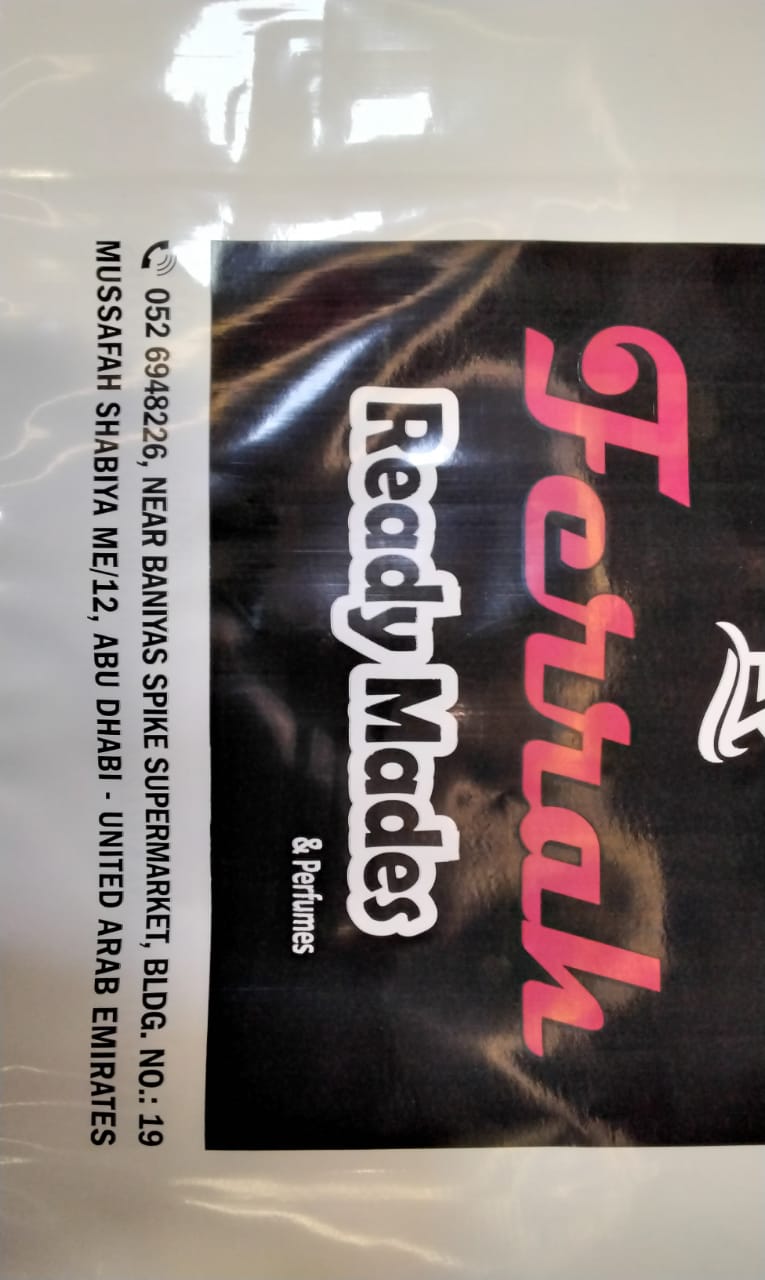 Ferrah
Ready Mades
& Perfumes
052 6948226, NEAR BANIYAS SPIKE SUPERMARKET, BLDG. NO.: 19
MUSSAFAH SHABIYA ME/12, ABU DHABI - UNITED ARAB EMIRATES